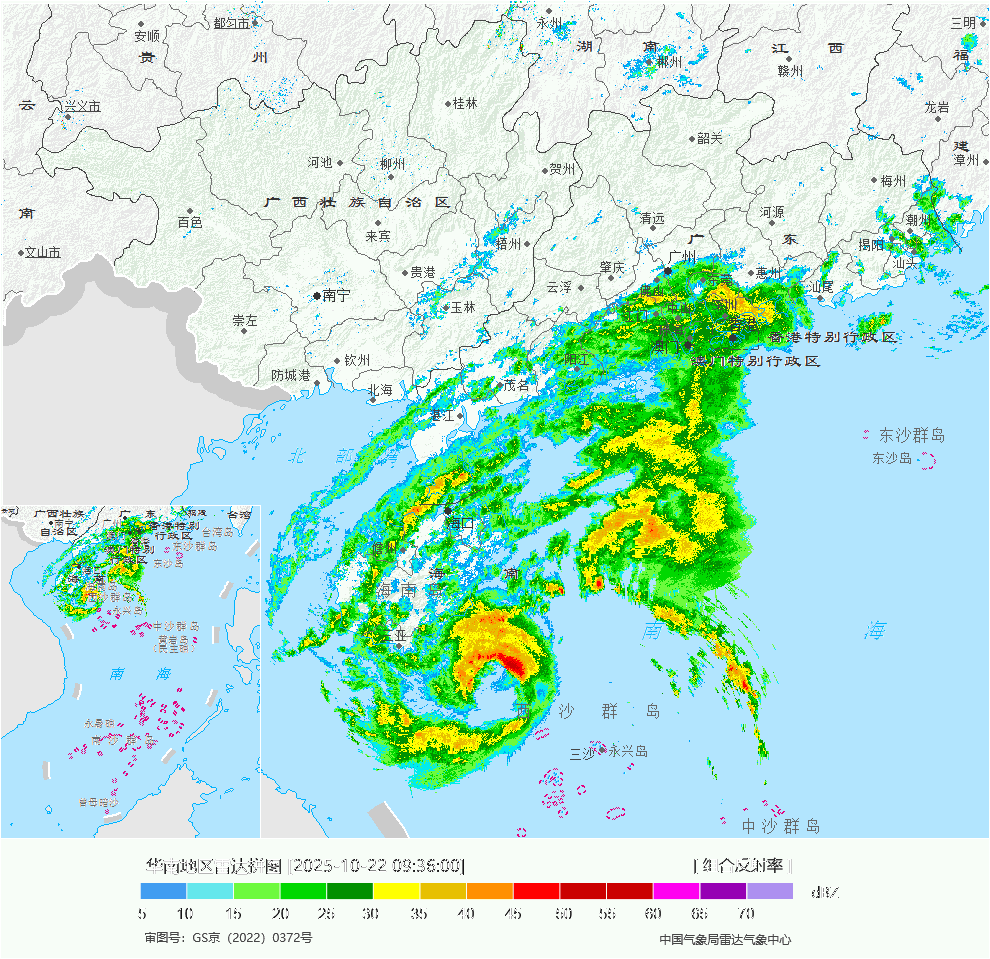 永州
三明
都匀市
安顺
贵 州
湖 南
江 西
福
郴州
赣州
云
兴义市
桂林
龙岩
韶关
建
河池
柳州
贺州
漳州
梅州
广 西 壮 族 自 治 区
南
百色
清远
河源
潮州
来宾
梧州
广 东
揭阳
文山市
广州
汕头
贵港
肇庆
惠州
南宁
云浮
汕尾
玉林
崇左
香港特别行政区
澳门特别行政区
钦州
阳江
防城港
茂名
北海
湛江
东沙群岛
北 部 湾
东沙岛
海口
儋州
海 南
海南岛
三亚
南 海
西 沙 群 岛
三沙
永兴岛
中沙群岛
广西壮族
自治区
广 东
台湾
南宁
香港特别
行政区
台湾岛
东沙群岛
东沙岛
永兴岛
中沙群岛
黄岩岛
南 海
永暑礁
南 沙 群 岛
曾母暗沙
华南地区雷达拼图 [2025-10-22 09:36:00]
[ 组合反射率 ]
dBZ
5 10 15 20 25 30 35 40 45 50 55 60 65 70
审图号：GS京（2022）0372号
中国气象局雷达气象中心